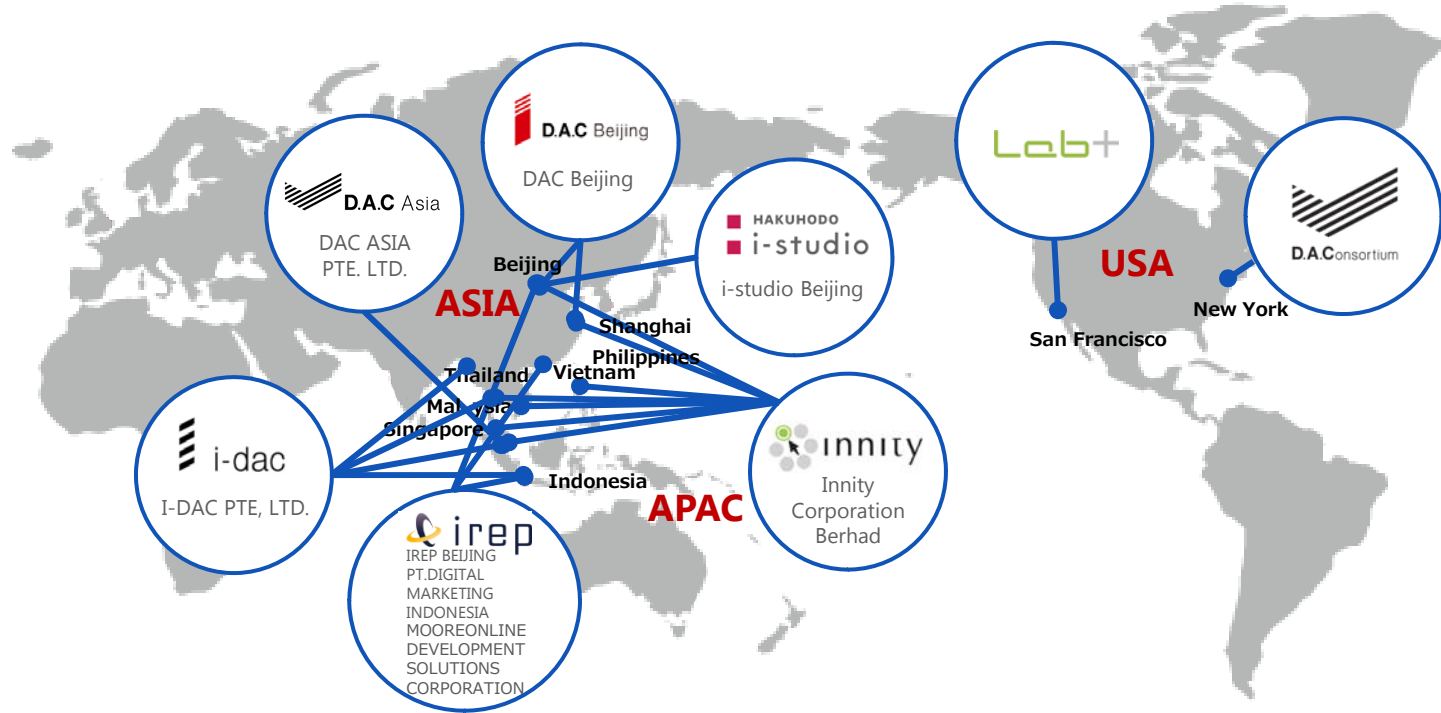 D.A.C Beijing
DAC Beijing
D.A.C Asia
DAC ASIA
PTE. LTD.
HAKUHODO
i-studio
i-studio Beijing
Lab+
D.A.Consortium
Beijing
ASIA
USA
New York
San Francisco
Shanghai
Philippines
Vietnam
Thailand
Malaysia
Singapore
Indonesia
APAC
i-dac
I-DAC PTE, LTD.
innity
Innity
Corporation
Berhad
irep
IREP BEIJING
PT.DIGITAL
MARKETING
INDONESIA
MOOREONLINE
DEVELOPMENT
SOLUTIONS
CORPORATION